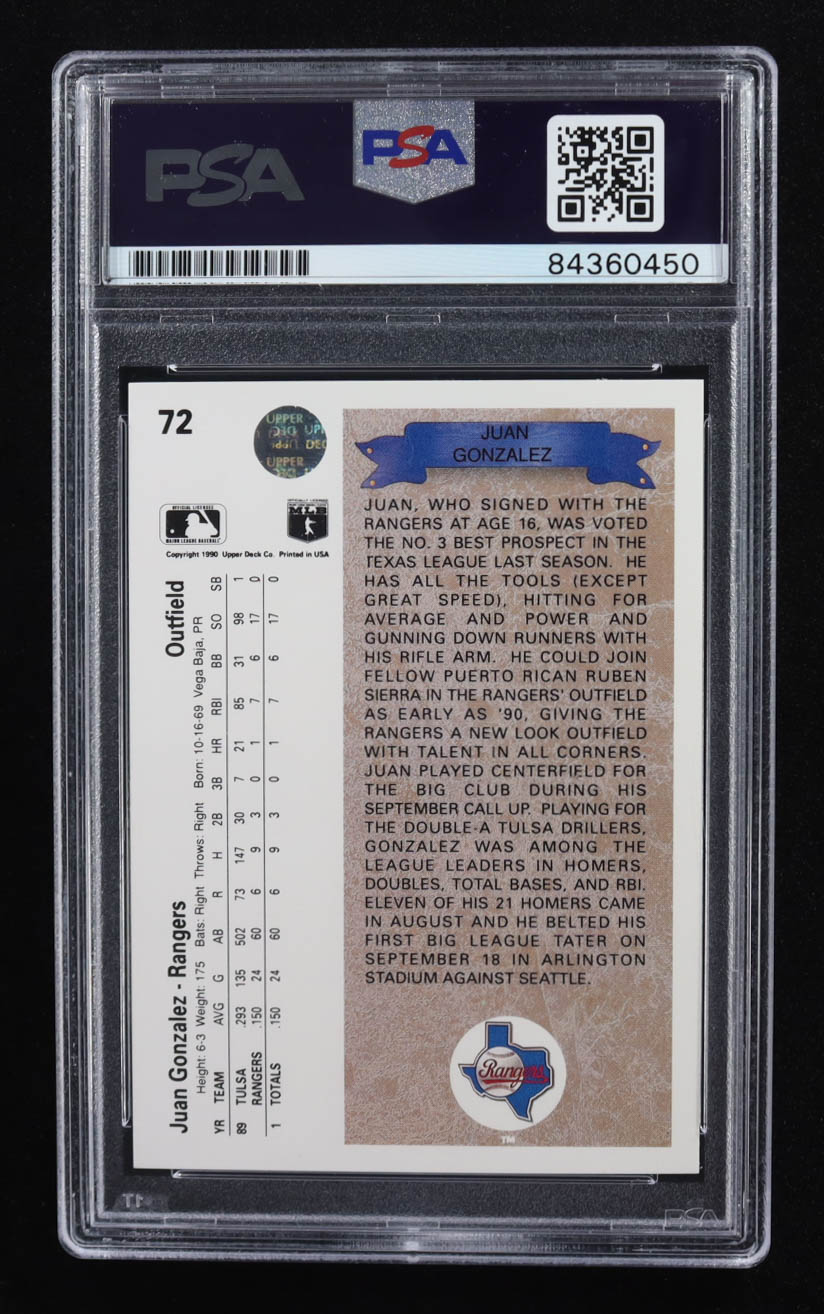 PSA
PSA
84360450
72
UPPER
UPPER
JUAN
GONZALEZ
OFFICIAL LICENSEE
MAJOR LEAGUE BASEBALL
MLB
Copyright 1990 Upper Deck Co. Printed in USA
JUAN, WHO SIGNED WITH THE
RANGERS AT AGE 16, WAS VOTED
THE NO. 3 BEST PROSPECT IN THE
TEXAS LEAGUE LAST SEASON. HE
HAS ALL THE TOOLS (EXCEPT
GREAT SPEED), HITTING FOR
AVERAGE AND POWER AND
GUNNING DOWN RUNNERS WITH
HIS RIFLE ARM. HE COULD JOIN
FELLOW PUERTO RICAN RUBEN
SIERRA IN THE RANGERS' OUTFIELD
AS EARLY AS '90, GIVING THE
RANGERS A NEW LOOK OUTFIELD
WITH TALENT IN ALL CORNERS.
JUAN PLAYED CENTERFIELD FOR
THE BIG CLUB DURING HIS
SEPTEMBER CALL UP. PLAYING FOR
THE DOUBLE-A TULSA DRILLERS,
GONZALEZ WAS AMONG THE
LEAGUE LEADERS IN HOMERS,
DOUBLES, TOTAL BASES, AND RBI.
ELEVEN OF HIS 21 HOMERS CAME
IN AUGUST AND HE BELTED HIS
FIRST BIG LEAGUE TATER ON
SEPTEMBER 18 IN ARLINGTON
STADIUM AGAINST SEATTLE.
Rangers
TM
Juan Gonzalez - Rangers Outfield
Height: 6-3 Weight: 175 Bats: Right Throws: Right Born: 10-16-69 Vega Baja, PR
YR TEAM AVG G AB R H 2B 3B HR RBI BB SO SB
89 TULSA .293 135 502 73 147 30 7 21 85 31 98 1
RANGERS .150 24 60 6 9 3 0 1 7 6 17 0
1 TOTALS .150 24 60 6 9 3 0 1 7 6 17 0
PSA